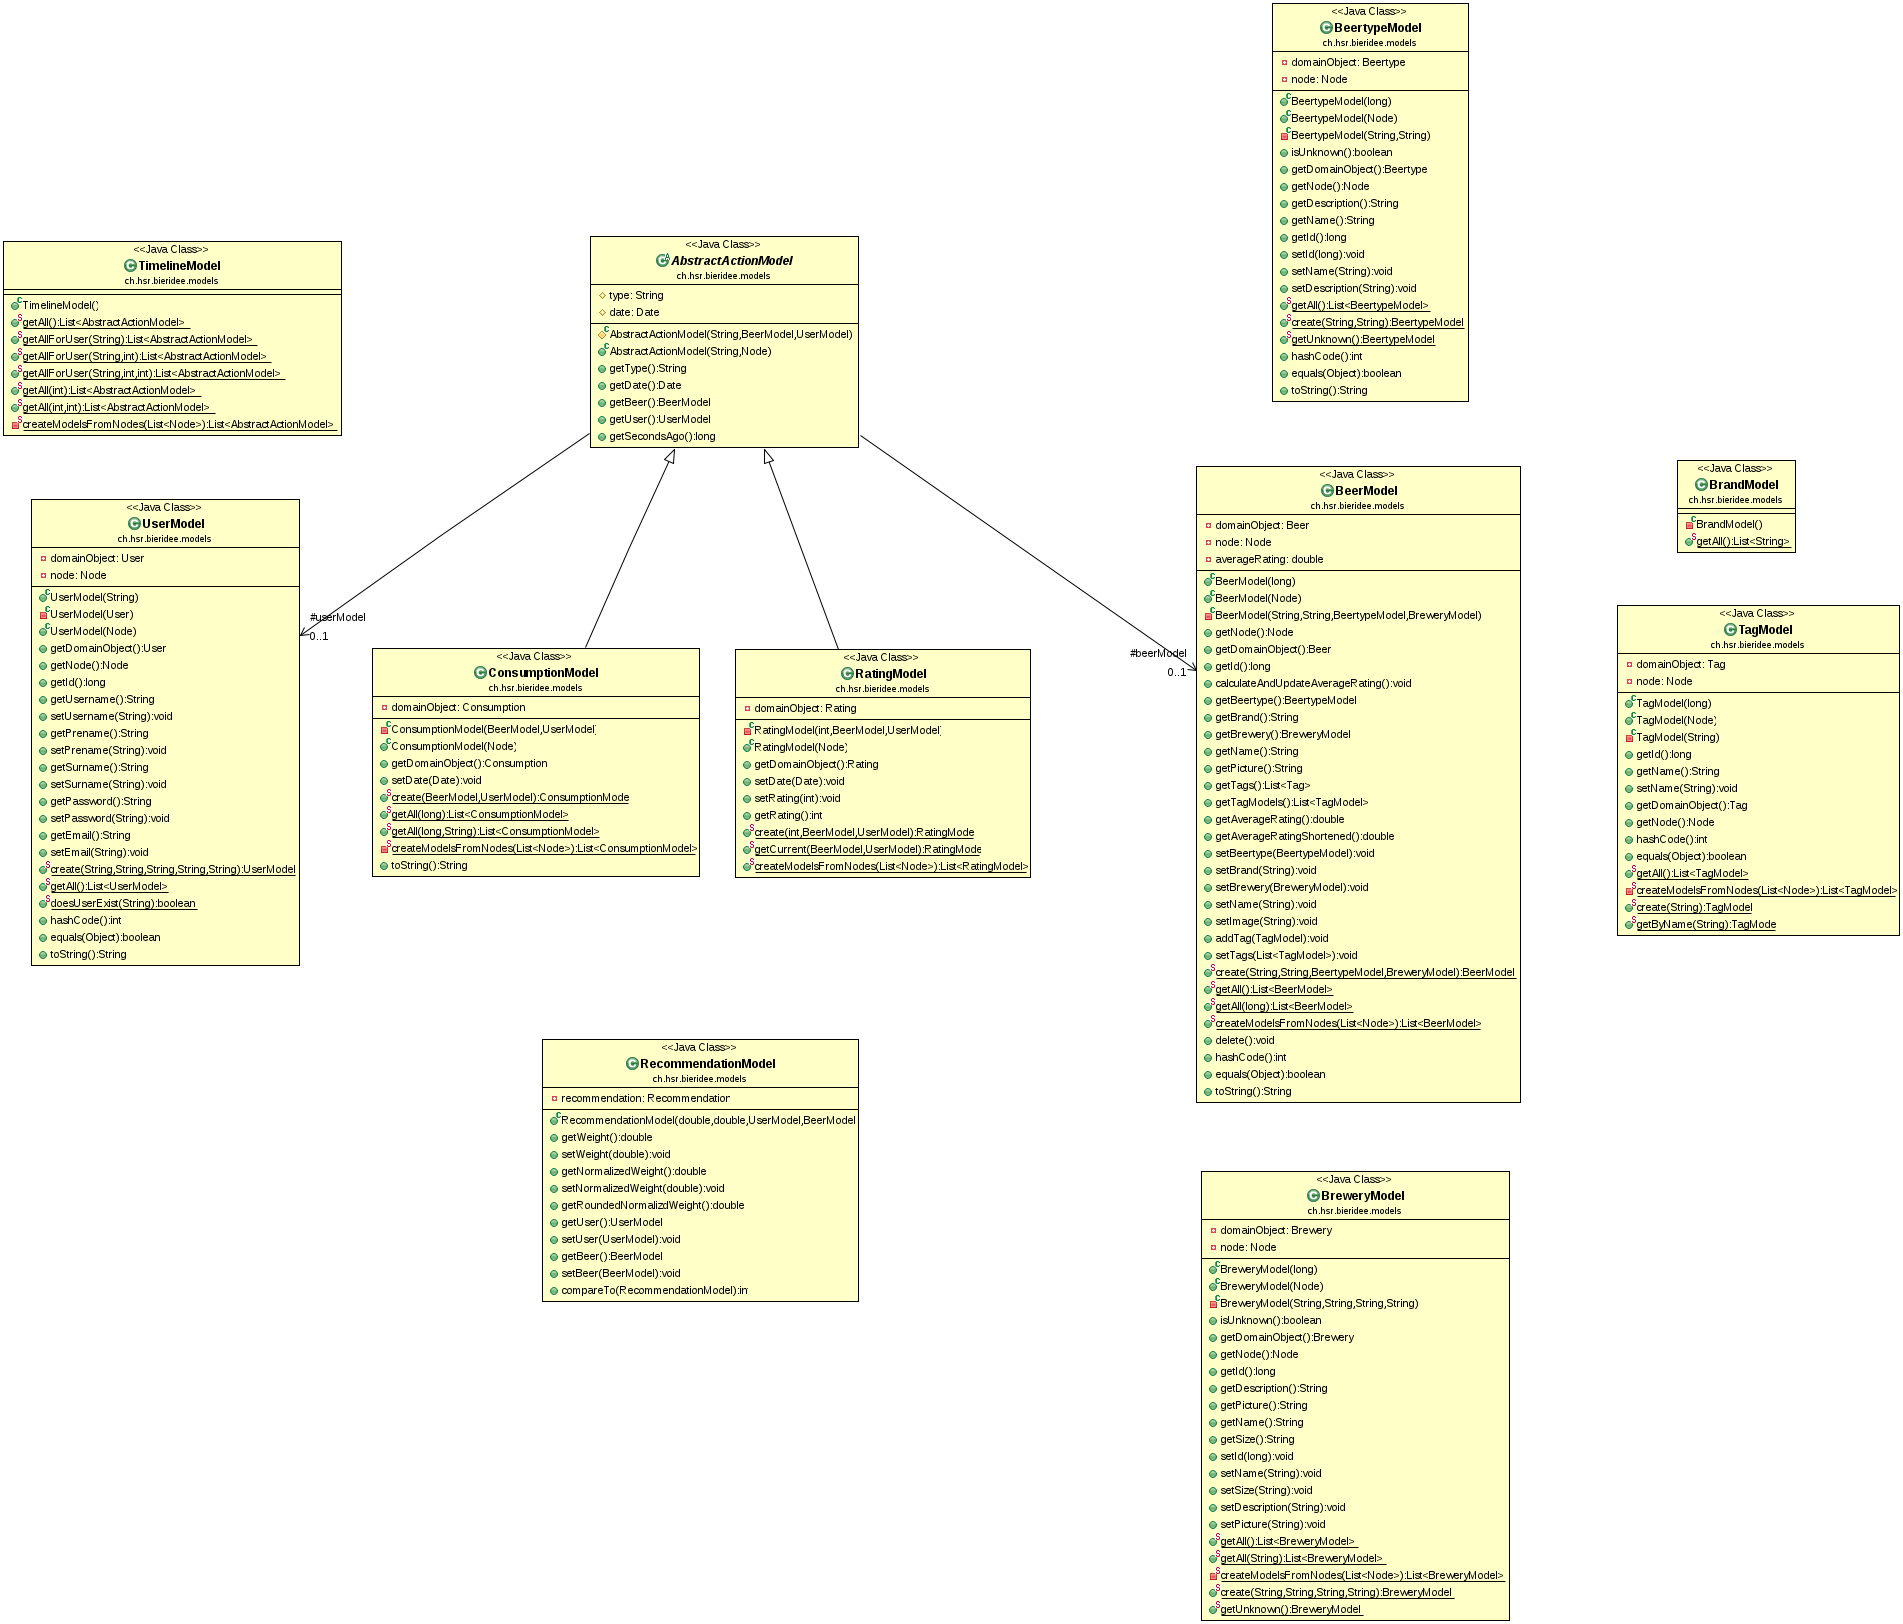 <<Java Class>>
BeertypeModel
ch.hsr.bieridee.models
domainObject: Beertype
node: Node
BeertypeModel(long)
BeertypeModel(Node)
BeertypeModel(String,String)
isUnknown():boolean
getDomainObject():Beertype
getNode():Node
getDescription():String
getName():String
getId():long
setId(long):void
setName(String):void
setDescription(String):void
getAll():List<BeertypeModel>
create(String,String):BeertypeModel
getUnknown():BeertypeModel
hashCode():int
equals(Object):boolean
toString():String
<<Java Class>>
TimelineModel
ch.hsr.bieridee.models
TimelineModel()
getAll():List<AbstractActionModel>
getAllForUser(String):List<AbstractActionModel>
getAllForUser(String,int):List<AbstractActionModel>
getAllForUser(String,int,int):List<AbstractActionModel>
getAll(int):List<AbstractActionModel>
getAll(int,int):List<AbstractActionModel>
createModelsFromNodes(List<Node>):List<AbstractActionModel>
<<Java Class>>
AbstractActionModel
ch.hsr.bieridee.models
type: String
date: Date
AbstractActionModel(String,BeerModel,UserModel)
AbstractActionModel(String,Node)
getType():String
getDate():Date
getBeer():BeerModel
getUser():UserModel
getSecondsAgo():long
<<Java Class>>
UserModel
ch.hsr.bieridee.models
domainObject: User
node: Node
UserModel(String)
UserModel(User)
UserModel(Node)
getDomainObject():User
getNode():Node
getId():long
getUsername():String
setUsername(String):void
getPrename():String
setPrename(String):void
getSurname():String
setSurname(String):void
getPassword():String
setPassword(String):void
getEmail():String
setEmail(String):void
create(String,String,String,String,String):UserModel
getAll():List<UserModel>
doesUserExist(String):boolean
hashCode():int
equals(Object):boolean
toString():String
#userModel
0..1
<<Java Class>>
ConsumptionModel
ch.hsr.bieridee.models
domainObject: Consumption
ConsumptionModel(BeerModel,UserModel)
ConsumptionModel(Node)
getDomainObject():Consumption
setDate(Date):void
create(BeerModel,UserModel):ConsumptionMode
getAll(long):List<ConsumptionModel>
getAll(long,String):List<ConsumptionModel>
createModelsFromNodes(List<Node>):List<ConsumptionModel>
toString():String
<<Java Class>>
RatingModel
ch.hsr.bieridee.models
domainObject: Rating
RatingModel(int,BeerModel,UserModel)
RatingModel(Node)
getDomainObject():Rating
setDate(Date):void
setRating(int):void
getRating():int
create(int,BeerModel,UserModel):RatingMode
getCurrent(BeerModel,UserModel):RatingMode
createModelsFromNodes(List<Node>):List<RatingModel>
#beerModel
0..1
<<Java Class>>
BeerModel
ch.hsr.bieridee.models
domainObject: Beer
node: Node
averageRating: double
BeerModel(long)
BeerModel(Node)
BeerModel(String,String,BeertypeModel,BreweryModel)
getNode():Node
getDomainObject():Beer
getId():long
calculateAndUpdateAverageRating():void
getBeertype():BeertypeModel
getBrand():String
getBrewery():BreweryModel
getName():String
getPicture():String
getTags():List<Tag>
getTagModels():List<TagModel>
getAverageRating():double
getAverageRatingShortened():double
setBeertype(BeertypeModel):void
setBrand(String):void
setBrewery(BreweryModel):void
setName(String):void
setImage(String):void
addTag(TagModel):void
setTags(List<TagModel>):void
create(String,String,BeertypeModel,BreweryModel):BeerModel
getAll():List<BeerModel>
getAll(long):List<BeerModel>
createModelsFromNodes(List<Node>):List<BeerModel>
delete():void
hashCode():int
equals(Object):boolean
toString():String
<<Java Class>>
BrandModel
ch.hsr.bieridee.models
BrandModel()
getAll():List<String>
<<Java Class>>
TagModel
ch.hsr.bieridee.models
domainObject: Tag
node: Node
TagModel(long)
TagModel(Node)
TagModel(String)
getId():long
getName():String
setName(String):void
getDomainObject():Tag
getNode():Node
hashCode():int
equals(Object):boolean
getAll():List<TagModel>
createModelsFromNodes(List<Node>):List<TagModel>
create(String):TagModel
getByName(String):TagMode
<<Java Class>>
RecommendationModel
ch.hsr.bieridee.models
recommendation: Recommendation
RecommendationModel(double,double,UserModel,BeerModel
getWeight():double
setWeight(double):void
getNormalizedWeight():double
setNormalizedWeight(double):void
getRoundedNormalizdWeight():double
getUser():UserModel
setUser(UserModel):void
getBeer():BeerModel
setBeer(BeerModel):void
compareTo(RecommendationModel):in
<<Java Class>>
BreweryModel
ch.hsr.bieridee.models
domainObject: Brewery
node: Node
BreweryModel(long)
BreweryModel(Node)
BreweryModel(String,String,String,String)
isUnknown():boolean
getDomainObject():Brewery
getNode():Node
getId():long
getDescription():String
getPicture():String
getName():String
getSize():String
setId(long):void
setName(String):void
setSize(String):void
setDescription(String):void
setPicture(String):void
getAll():List<BreweryModel>
getAll(String):List<BreweryModel>
createModelsFromNodes(List<Node>):List<BreweryModel>
create(String,String,String,String):BreweryModel
getUnknown():BreweryModel